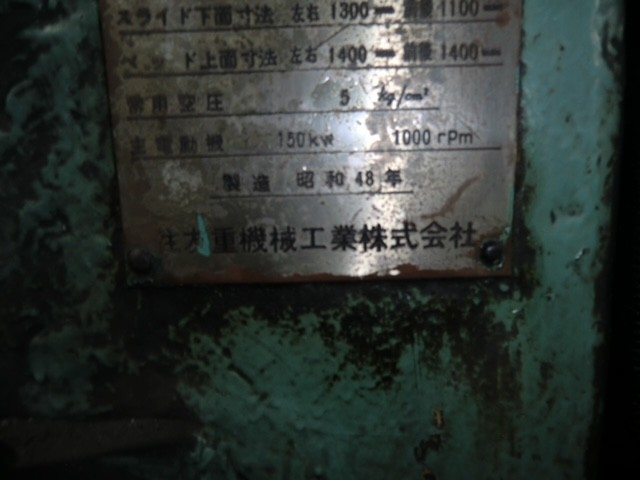 スライド下面寸法 左右 1300 前後 1100
ベッド上面寸法 左右 1400 前後 1400
常用空圧 5 kg/cm²
主電動機 150kw 1000 rPm
製造 昭和48年
重機械工業株式会社